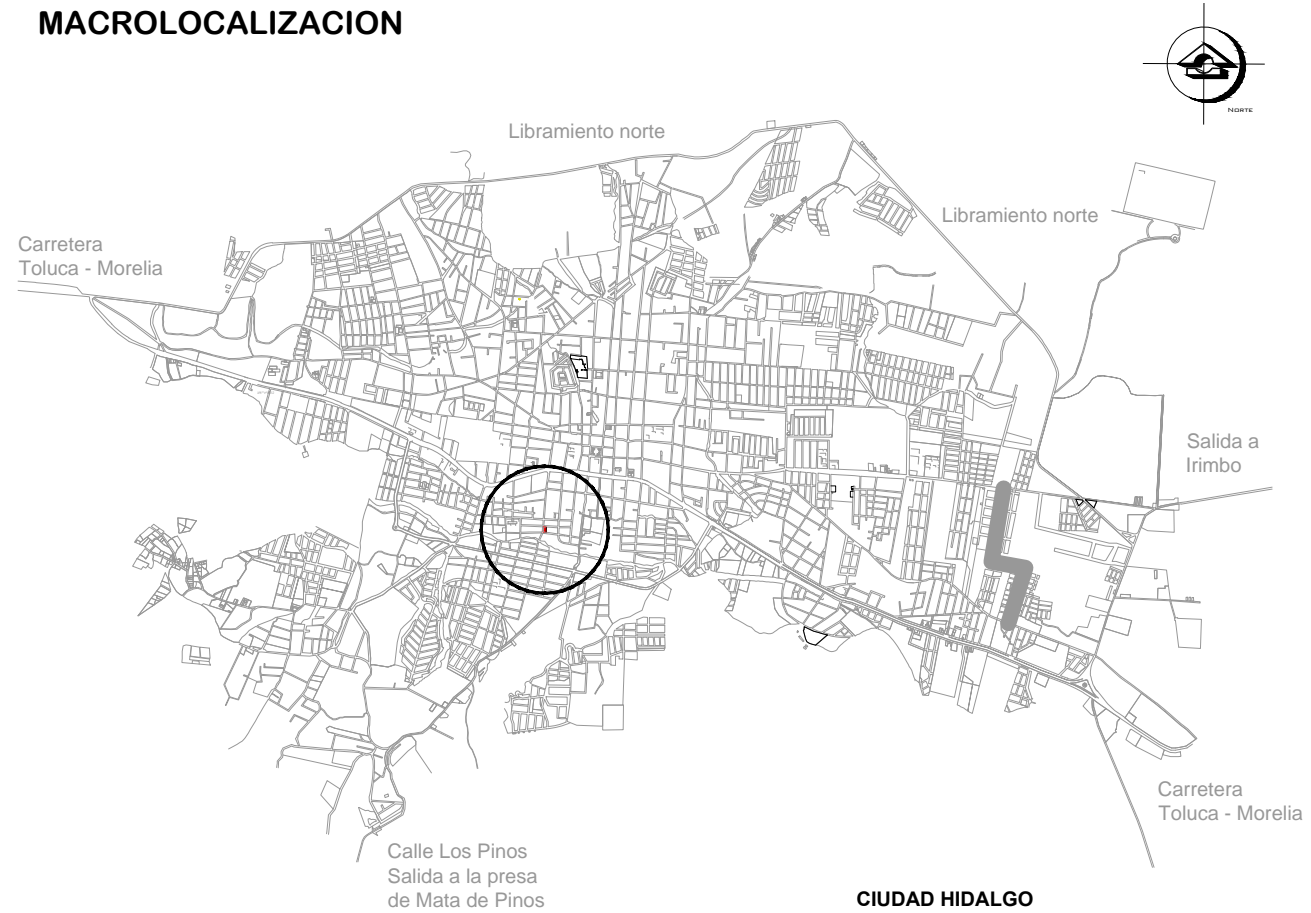 MACROLOCALIZACION
NORTE
Libramiento norte
Libramiento norte
Carretera
Toluca - Morelia
Salida a
Irimbo
Carretera
Toluca - Morelia
Calle Los Pinos
Salida a la presa
de Mata de Pinos
CIUDAD HIDALGO